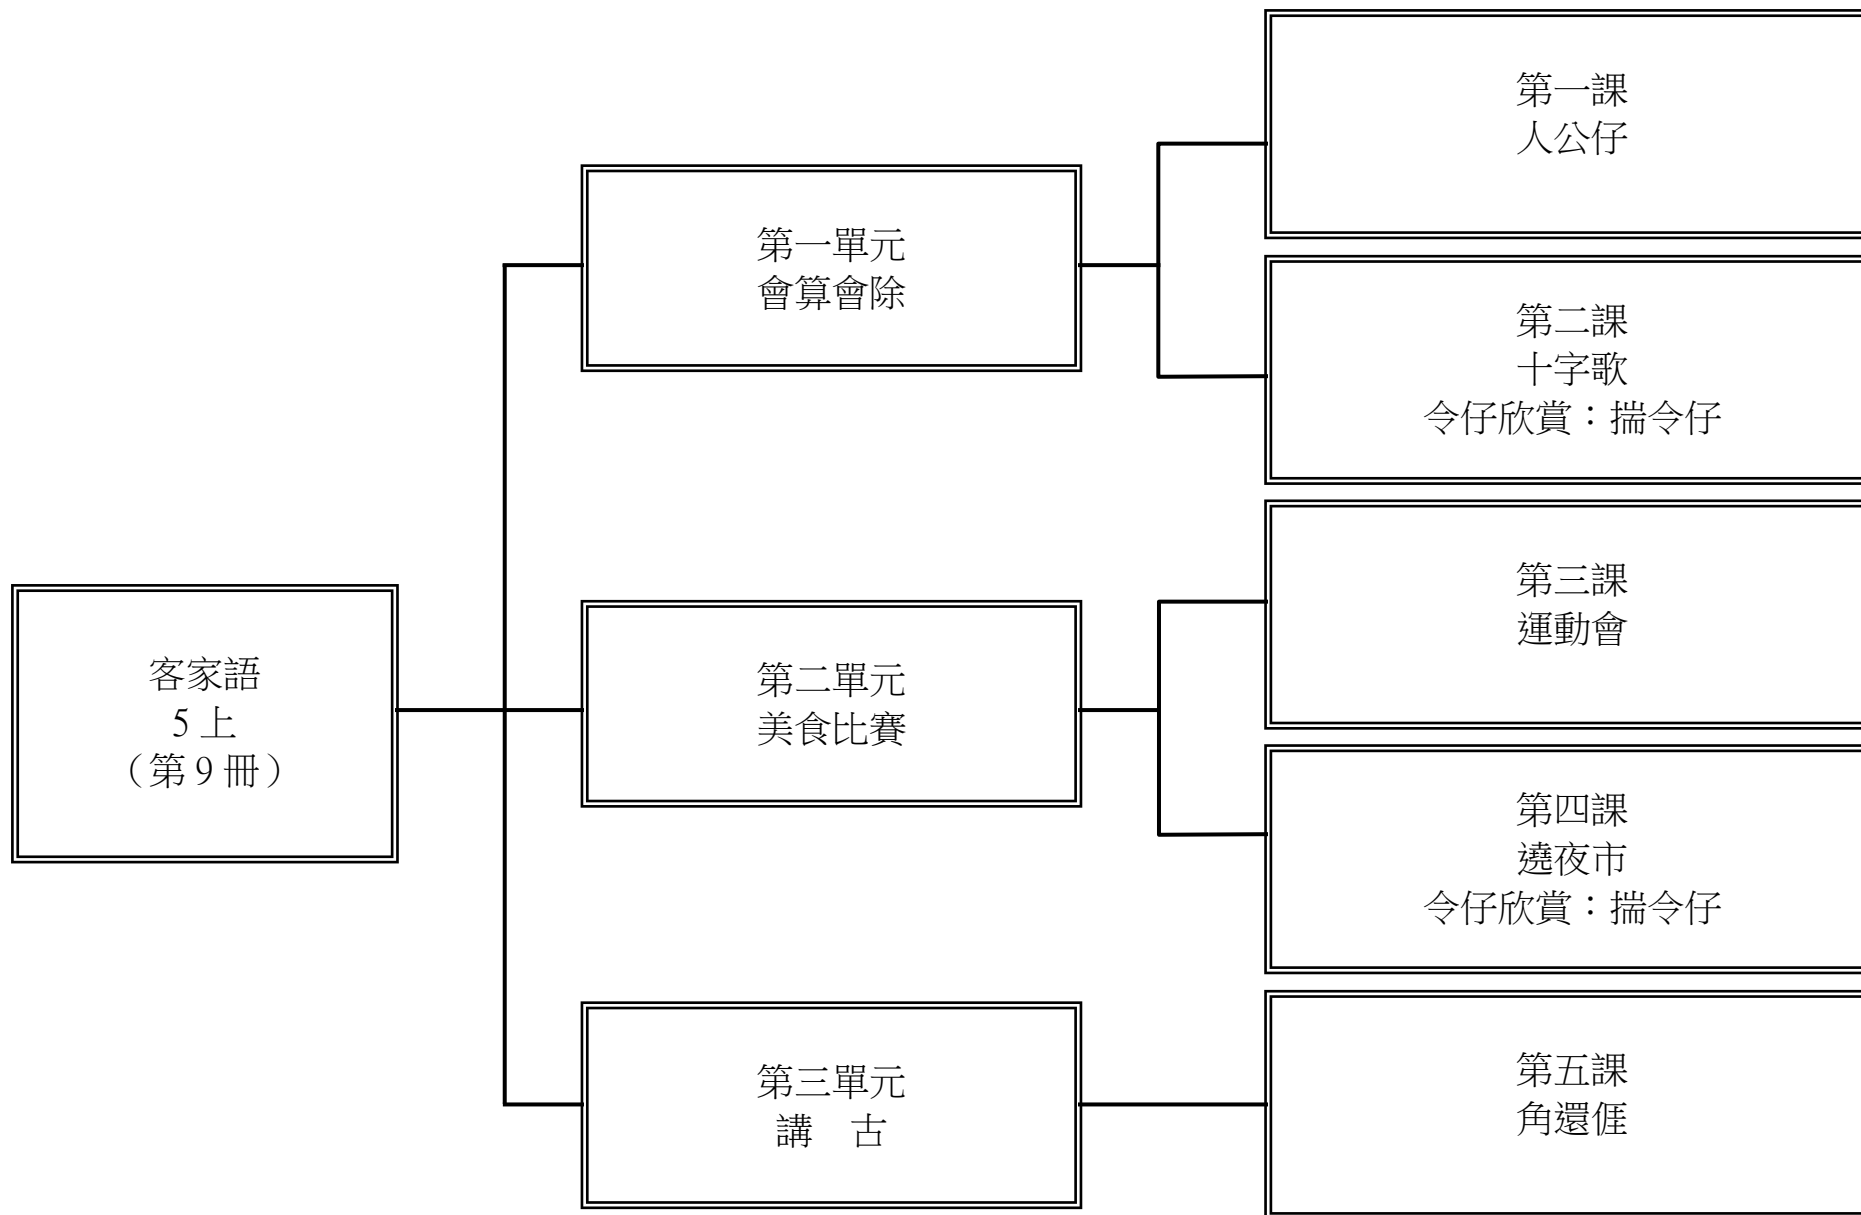 客家語
5 上
（第 9 冊）
第一單元
會算會除
第一課
人公仔
第二課
十字歌
令仔欣賞：揣令仔
第二單元
美食比賽
第三課
運動會
第四課
遶夜市
令仔欣賞：揣令仔
第三單元
講　古
第五課
角還𠊎